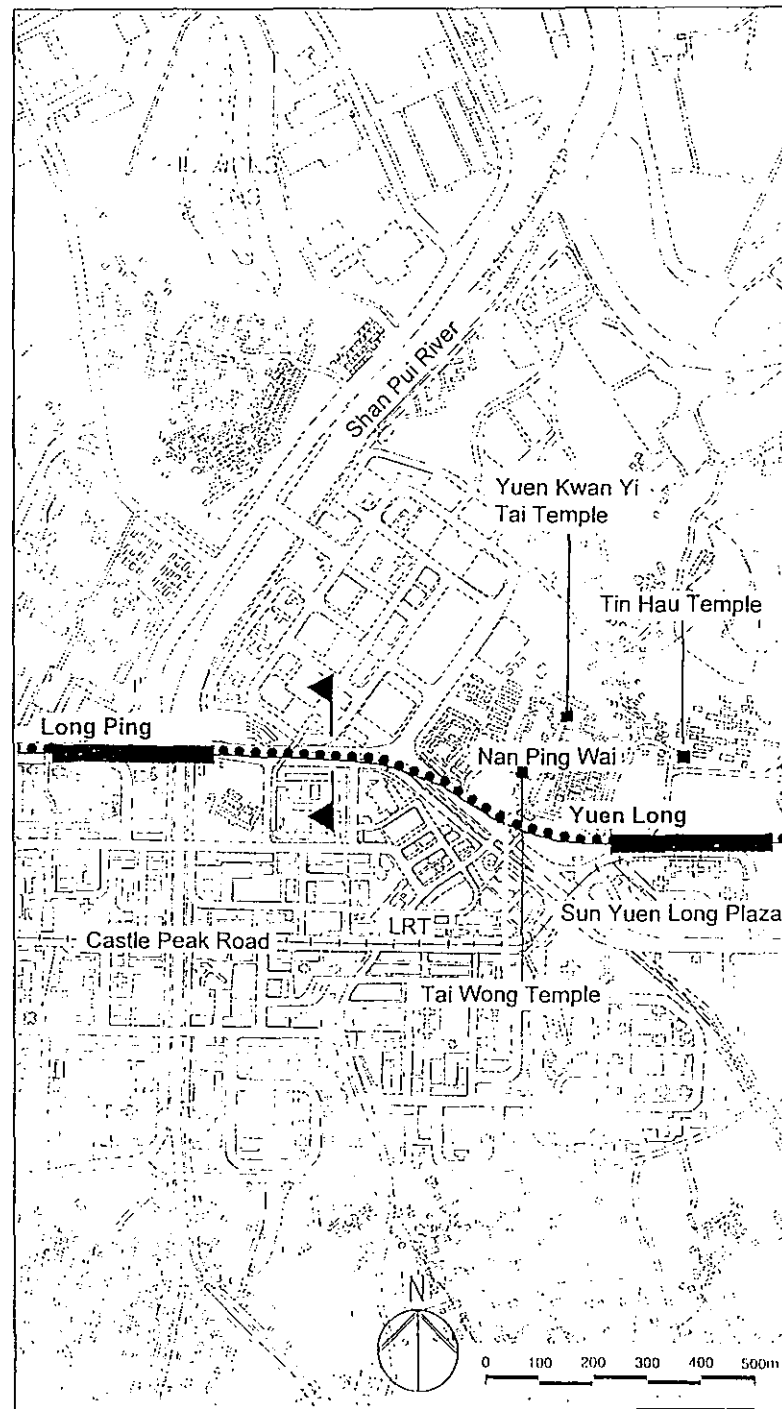 Shan Pui River
Yuen Kwan Yi
Tai Temple
Tin Hau Temple
Long Ping
Nan Ping Wai
Yuen Long
Sun Yuen Long Plaza
LRT
Castle Peak Road
Tai Wong Temple
N
0 100 200 300 400 500m